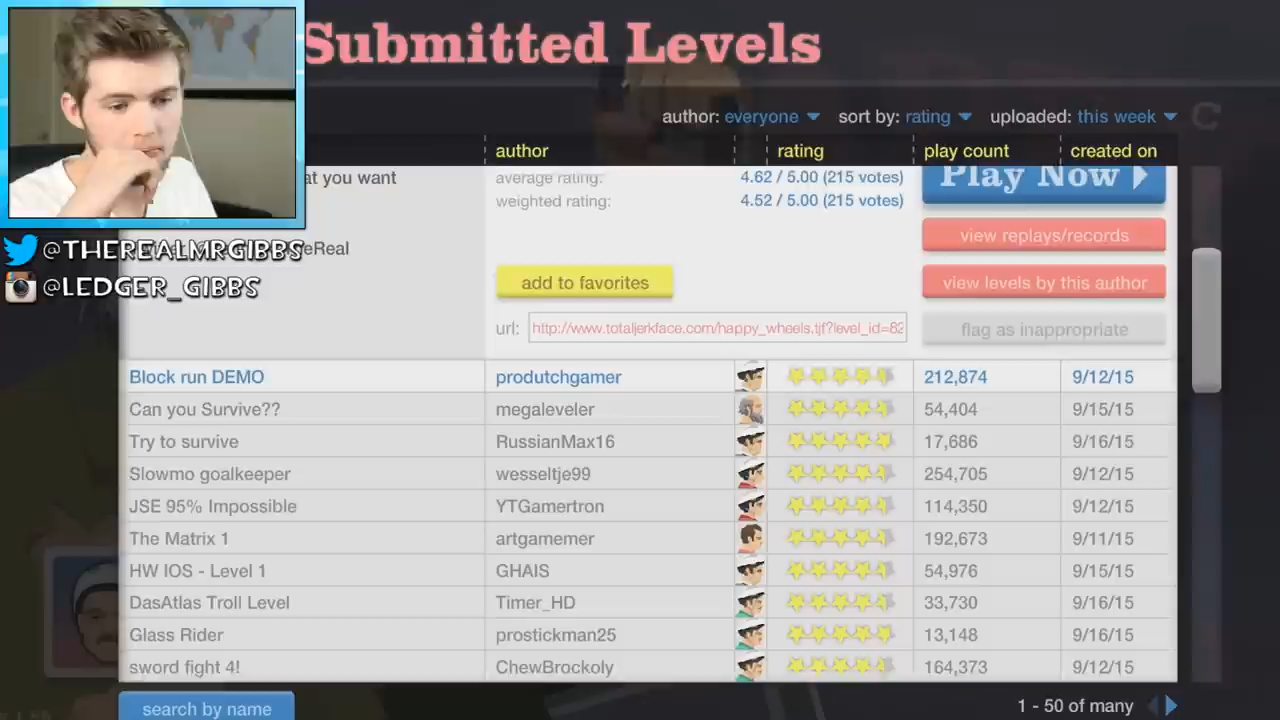 Submitted Levels
author: everyone sort by: rating uploaded: this week
author rating play count created on
at you want average rating: 4.62 / 5.00 (215 votes) Play Now
weighted rating: 4.52 / 5.00 (215 votes)
view replays/records
@THEREALMRGIBBS eReal
add to favorites view levels by this author
@LEDGER_GIBBS
url: http://www.totaljerkface.com/happy_wheels.tjf?level_id=82 flag as inappropriate
Block run DEMO produtchgamer 212,874 9/12/15
Can you Survive?? megaleveler 54,404 9/15/15
Try to survive RussianMax16 17,686 9/16/15
Slowmo goalkeeper wesseltje99 254,705 9/12/15
JSE 95% Impossible YTGamertron 114,350 9/12/15
The Matrix 1 artgamemer 192,673 9/11/15
HW IOS - Level 1 GHAIS 54,976 9/15/15
DasAtlas Troll Level Timer_HD 33,730 9/16/15
Glass Rider prostickman25 13,148 9/16/15
sword fight 4! ChewBrockoly 164,373 9/12/15
search by name 1 - 50 of many